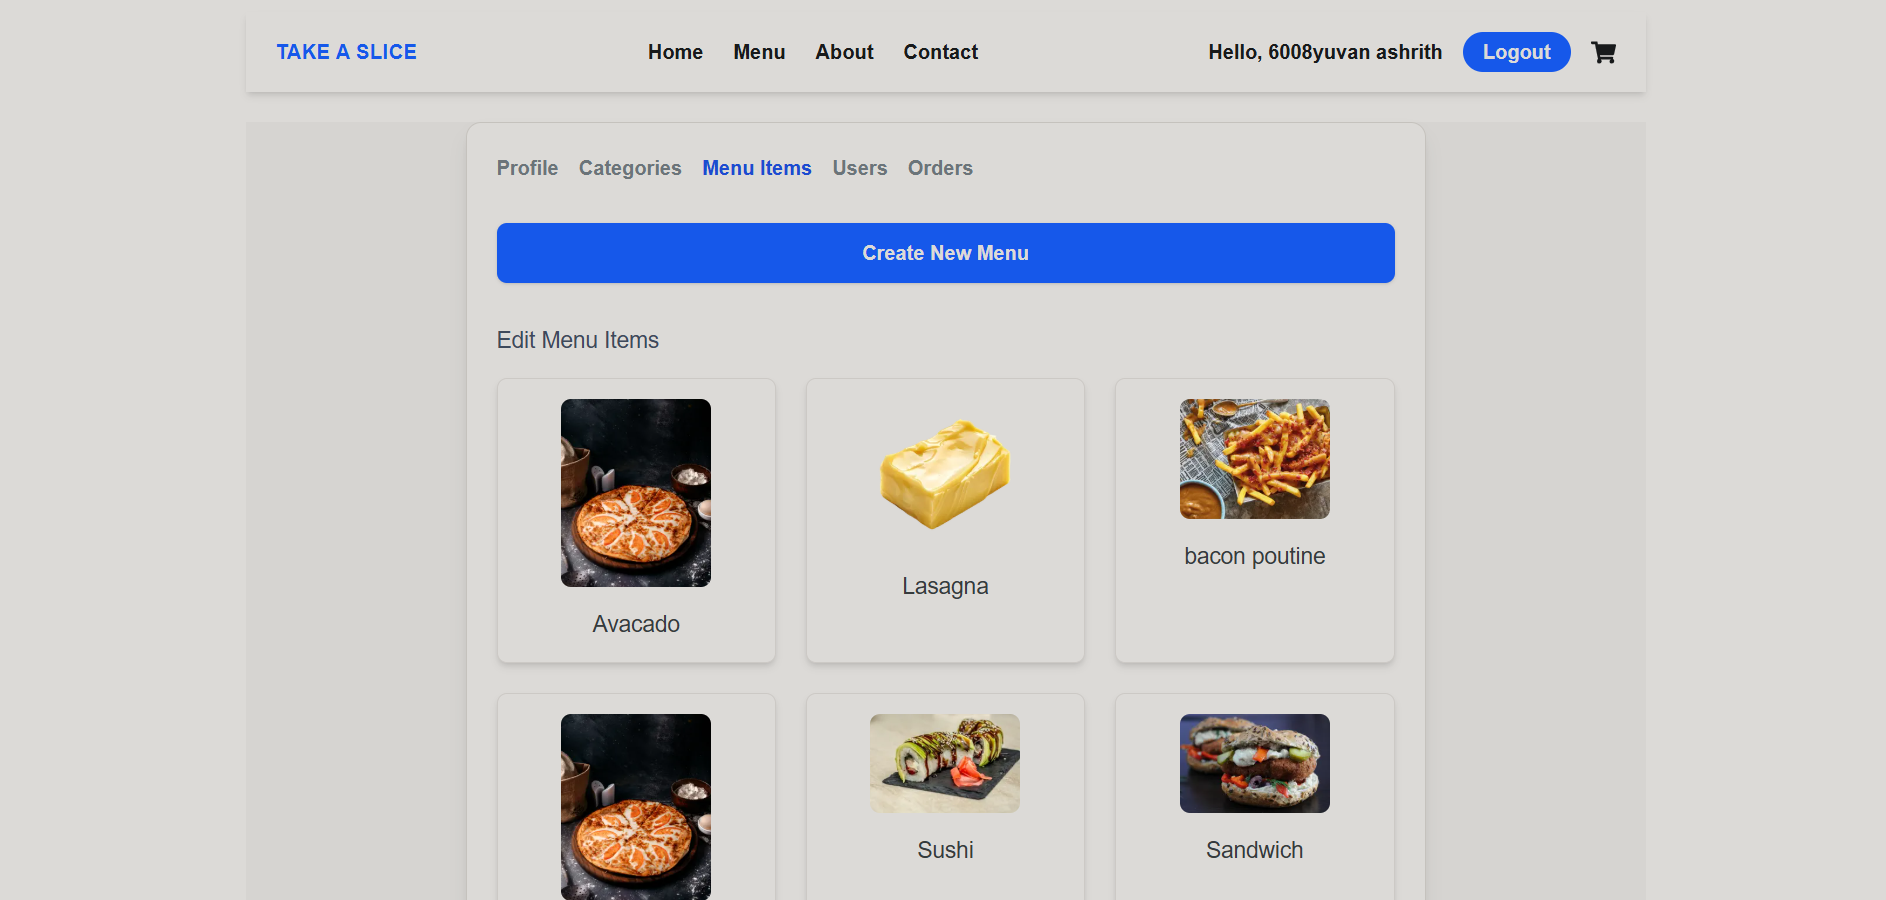 TAKE A SLICE
Home Menu About Contact
Hello, 6008yuvan ashrith
Logout
Profile Categories Menu Items Users Orders
Create New Menu
Edit Menu Items
Avacado
Lasagna
bacon poutine
Sushi
Sandwich